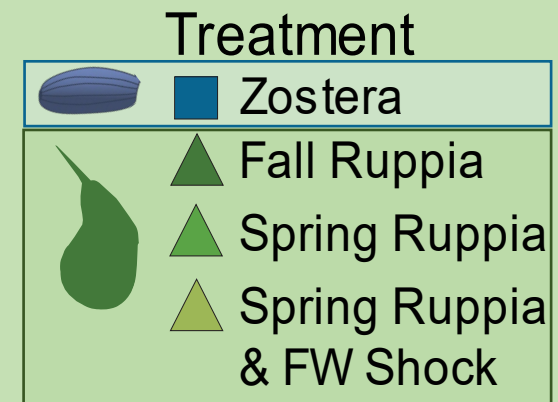 Treatment
Zostera
Fall Ruppia
Spring Ruppia
Spring Ruppia
& FW Shock